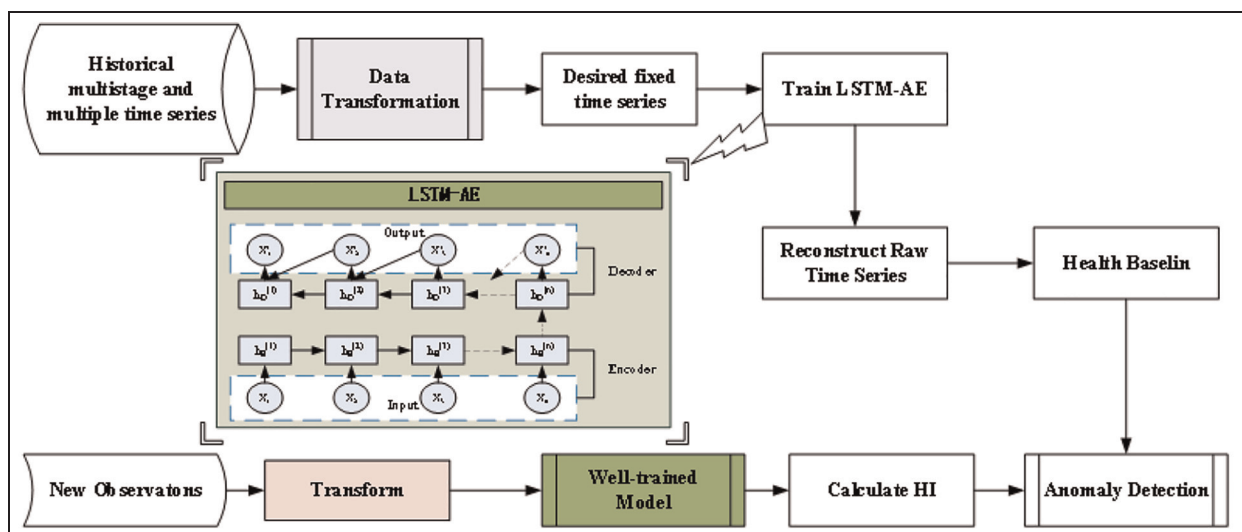 Historical
multistage and
multiple time series
Data
Transformation
Desired fixed
time series
Train LSTM-AE
LSTM-AE
Output
Decoder
Reconstruct Raw
Time Series
Health Baselin
Encoder
Input
New Observatons
Transform
Well-trained
Model
Calculate HI
Anomaly Detection